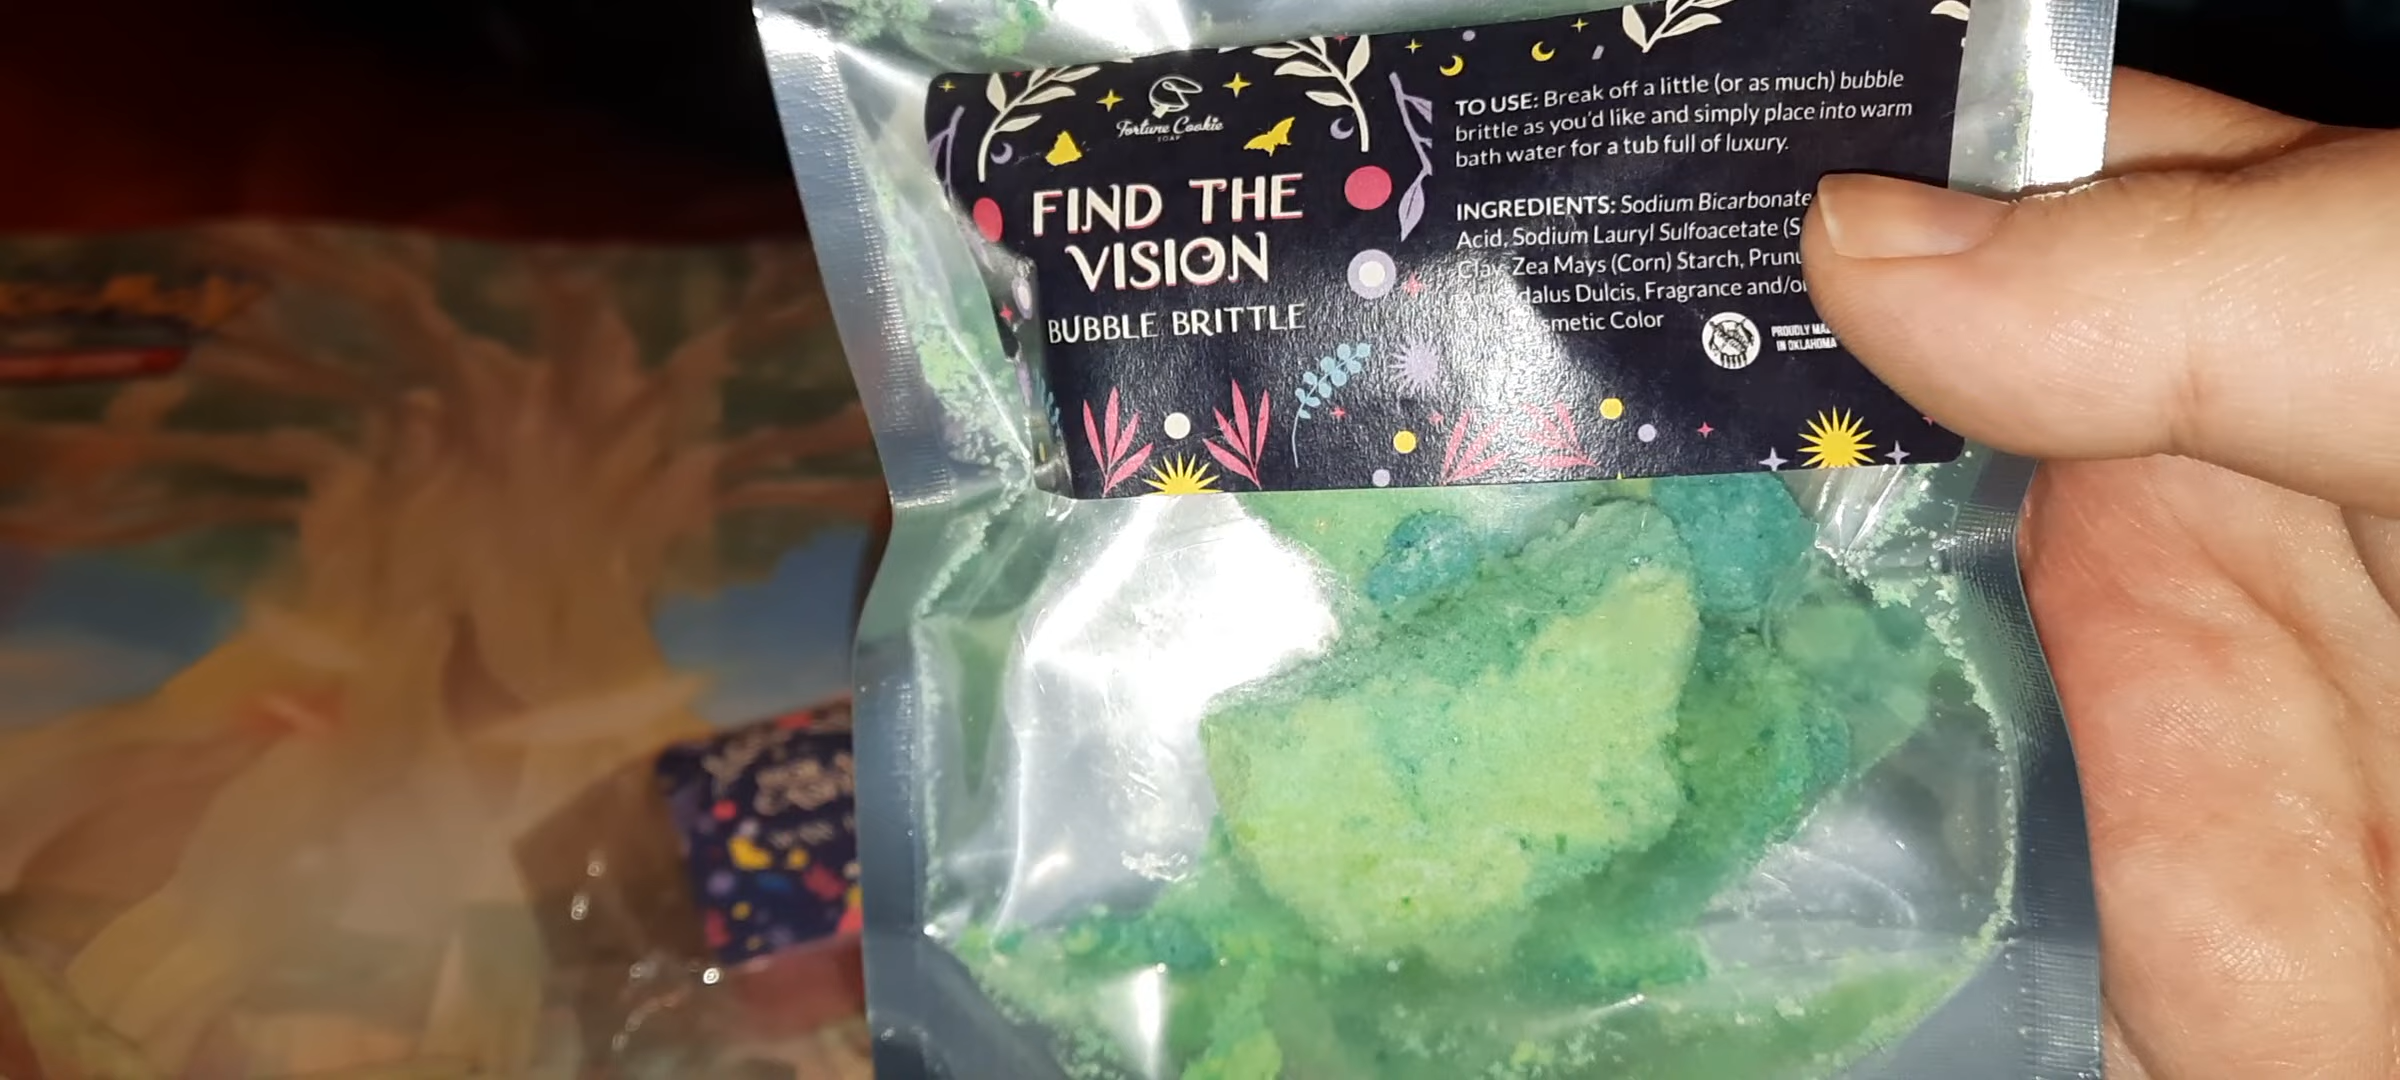 Fortune Cookie
SOAP
FIND THE
VISION
BUBBLE BRITTLE
TO USE: Break off a little (or as much) bubble
brittle as you'd like and simply place into warm
bath water for a tub full of luxury.
INGREDIENTS: Sodium Bicarbonate
Acid, Sodium Lauryl Sulfoacetate (S
Clay, Zea Mays (Corn) Starch, Prun
dalus Dulcis, Fragrance and/o
smetic Color
PROUDLY MA
IN OKLAHOMA